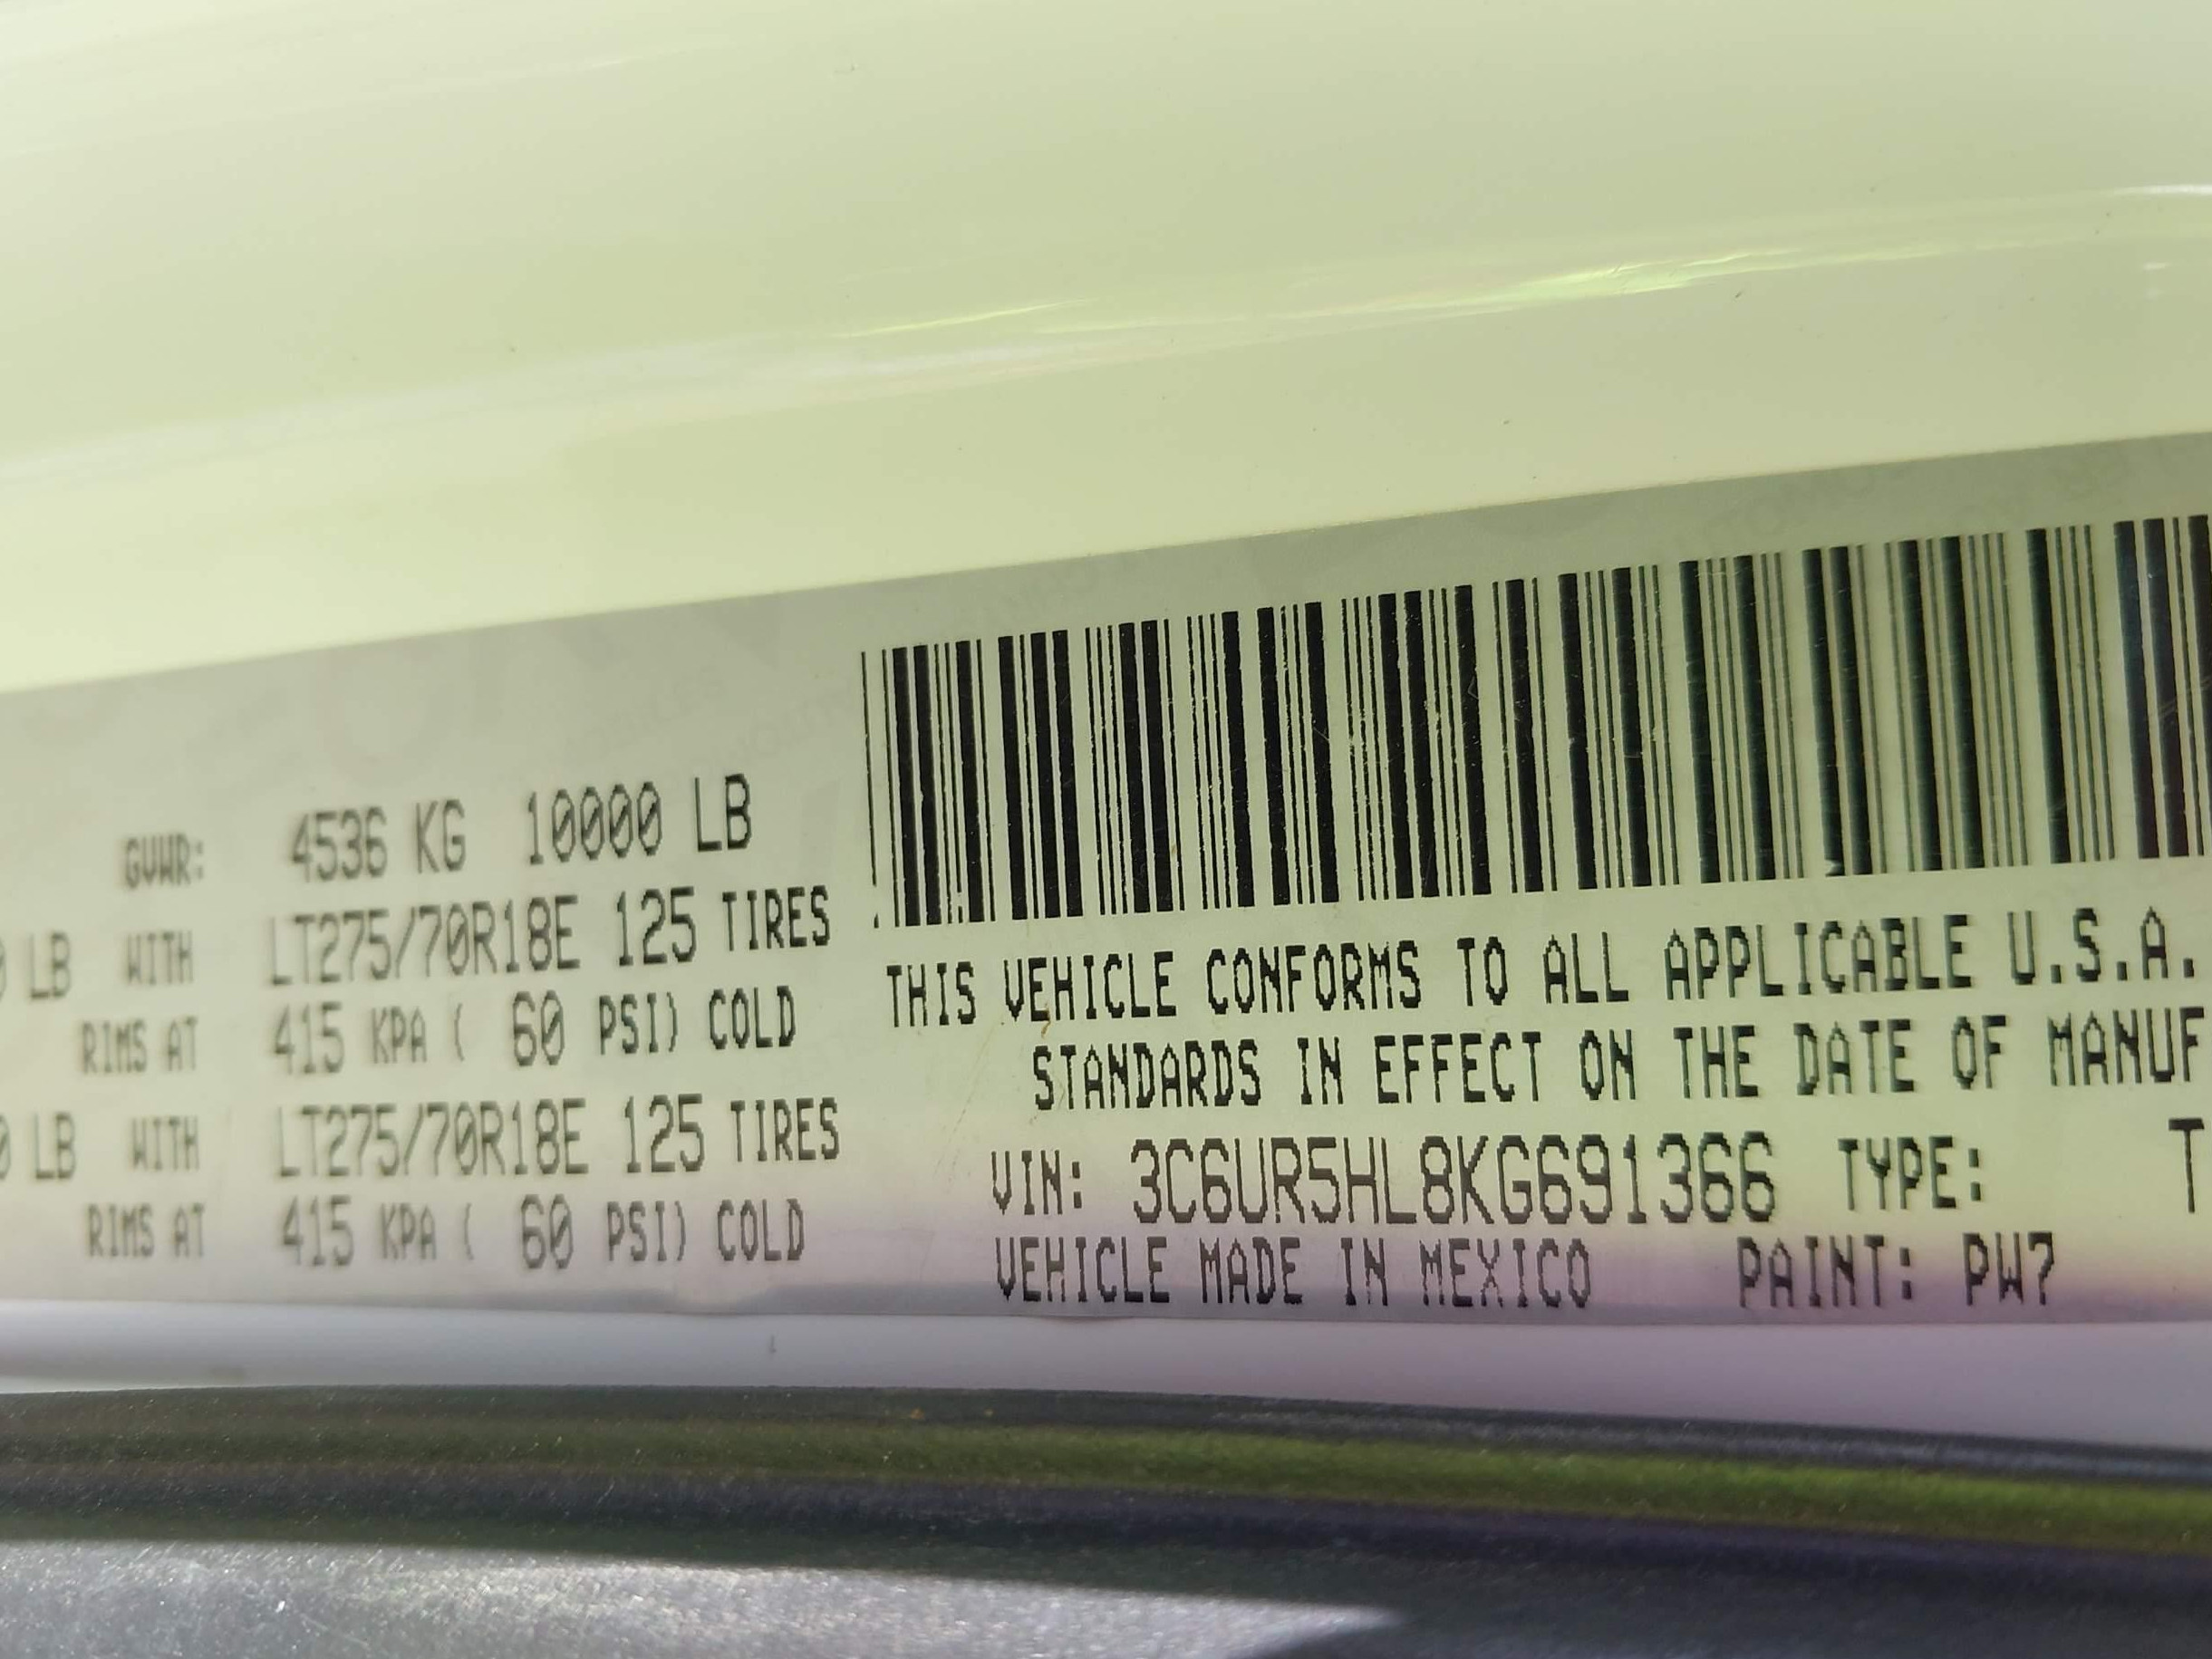 GVWR: 4536 KG 10000 LB
LB WITH LT275/70R18E 125 TIRES
RIMS AT 415 KPA ( 60 PSI) COLD
LB WITH LT275/70R18E 125 TIRES
RIMS AT 415 KPA ( 60 PSI) COLD
THIS VEHICLE CONFORMS TO ALL APPLICABLE U.S.A.
STANDARDS IN EFFECT ON THE DATE OF MANUF
VIN: 3C6UR5HL8KG691366 TYPE: T
VEHICLE MADE IN MEXICO PAINT: PW7